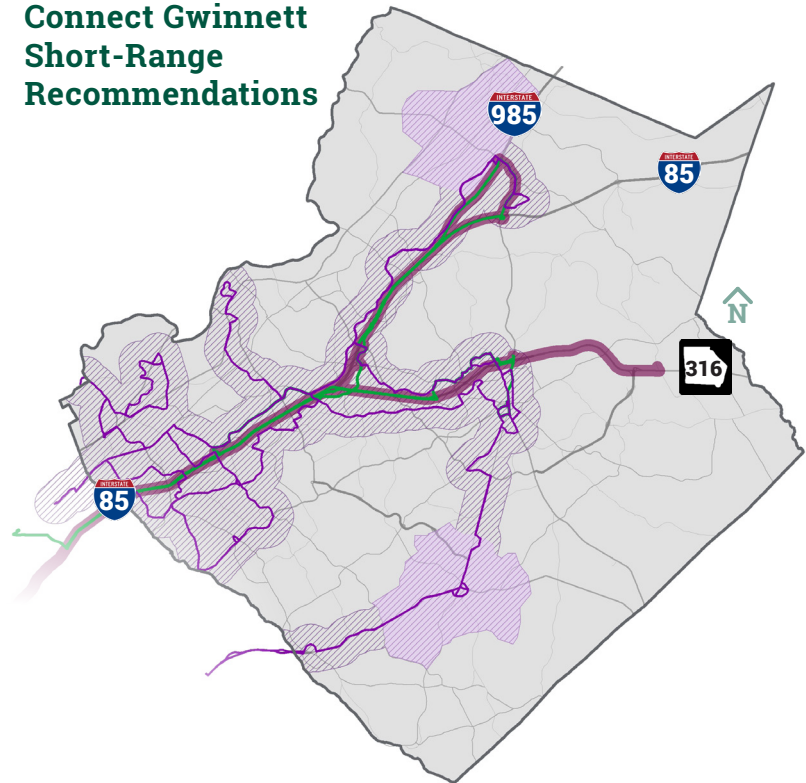 Connect Gwinnett
Short-Range
Recommendations
INTERSTATE
985
INTERSTATE
85
N
316
INTERSTATE
85